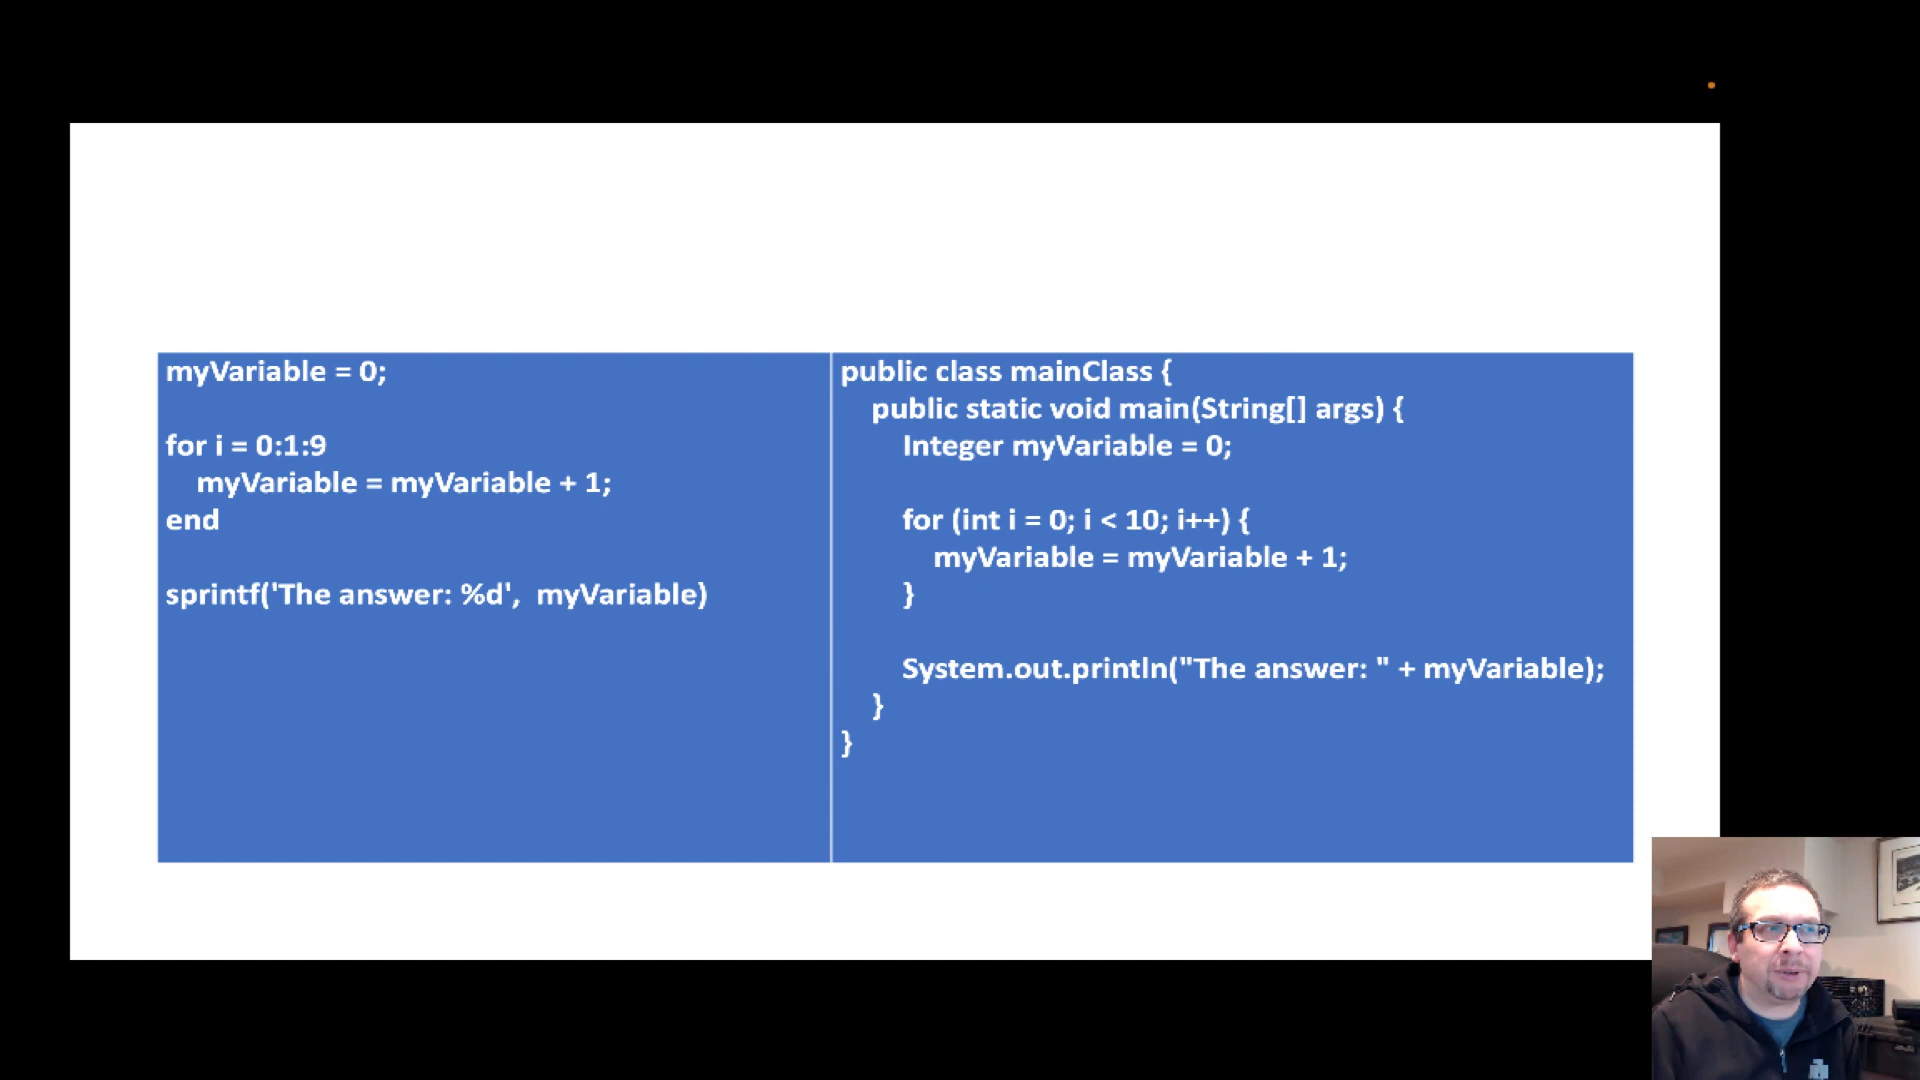 myVariable = 0;
for i = 0:1:9
myVariable = myVariable + 1;
end
sprintf('The answer: %d',  myVariable)
public class mainClass {
public static void main(String[] args) {
Integer myVariable = 0;
for (int i = 0; i < 10; i++) {
myVariable = myVariable + 1;
}
System.out.println("The answer: " + myVariable);
}
}